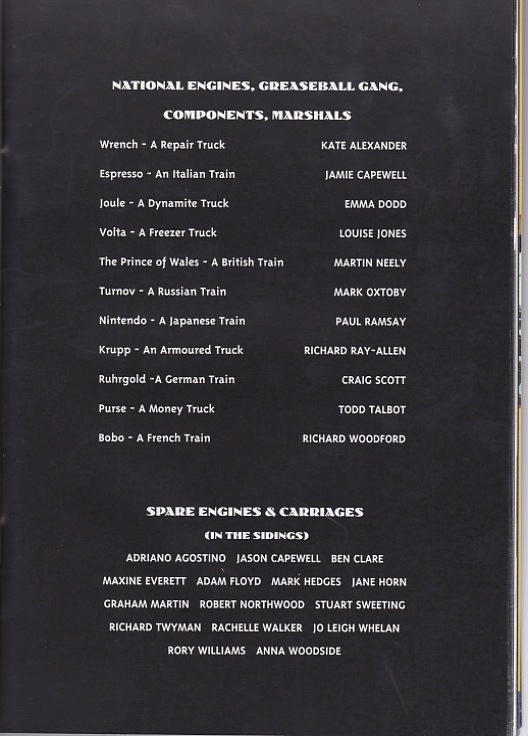 NATIONAL ENGINES, GREASEBALL GANG,
COMPONENTS, MARSHALS
Wrench - A Repair Truck KATE ALEXANDER
Espresso - An Italian Train JAMIE CAPEWELL
Joule - A Dynamite Truck EMMA DODD
Volta - A Freezer Truck LOUISE JONES
The Prince of Wales - A British Train MARTIN NEELY
Turnov - A Russian Train MARK OXTOBY
Nintendo - A Japanese Train PAUL RAMSAY
Krupp - An Armoured Truck RICHARD RAY-ALLEN
Ruhrgold -A German Train CRAIG SCOTT
Purse - A Money Truck TODD TALBOT
Bobo - A French Train RICHARD WOODFORD
SPARE ENGINES & CARRIAGES
(IN THE SIDINGS)
ADRIANO AGOSTINO JASON CAPEWELL BEN CLARE
MAXINE EVERETT ADAM FLOYD MARK HEDGES JANE HORN
GRAHAM MARTIN ROBERT NORTHWOOD STUART SWEETING
RICHARD TWYMAN RACHELLE WALKER JO LEIGH WHELAN
RORY WILLIAMS ANNA WOODSIDE